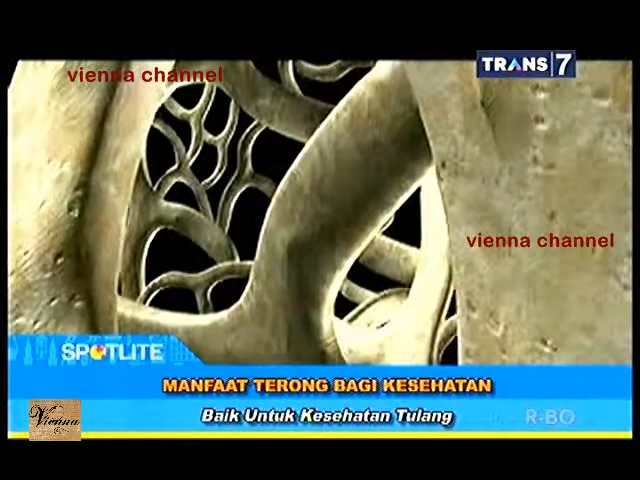 vienna channel
TRANS 7
vienna channel
SPOTLITE
MANFAAT TERONG BAGI KESEHATAN
Baik Untuk Kesehatan Tulang
Vienna
R-BO